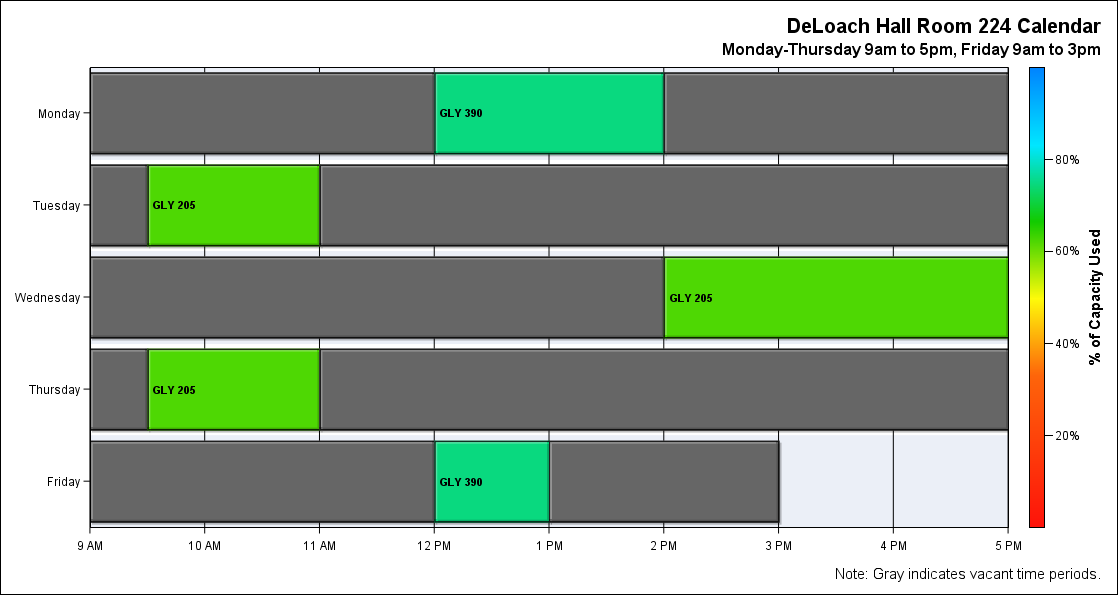 DeLoach Hall Room 224 Calendar
Monday-Thursday 9am to 5pm, Friday 9am to 3pm
Monday
GLY 390
80%
Tuesday
GLY 205
60%
% of Capacity Used
Wednesday
GLY 205
40%
Thursday
GLY 205
20%
Friday
GLY 390
9 AM 10 AM 11 AM 12 PM 1 PM 2 PM 3 PM 4 PM 5 PM
Note: Gray indicates vacant time periods.